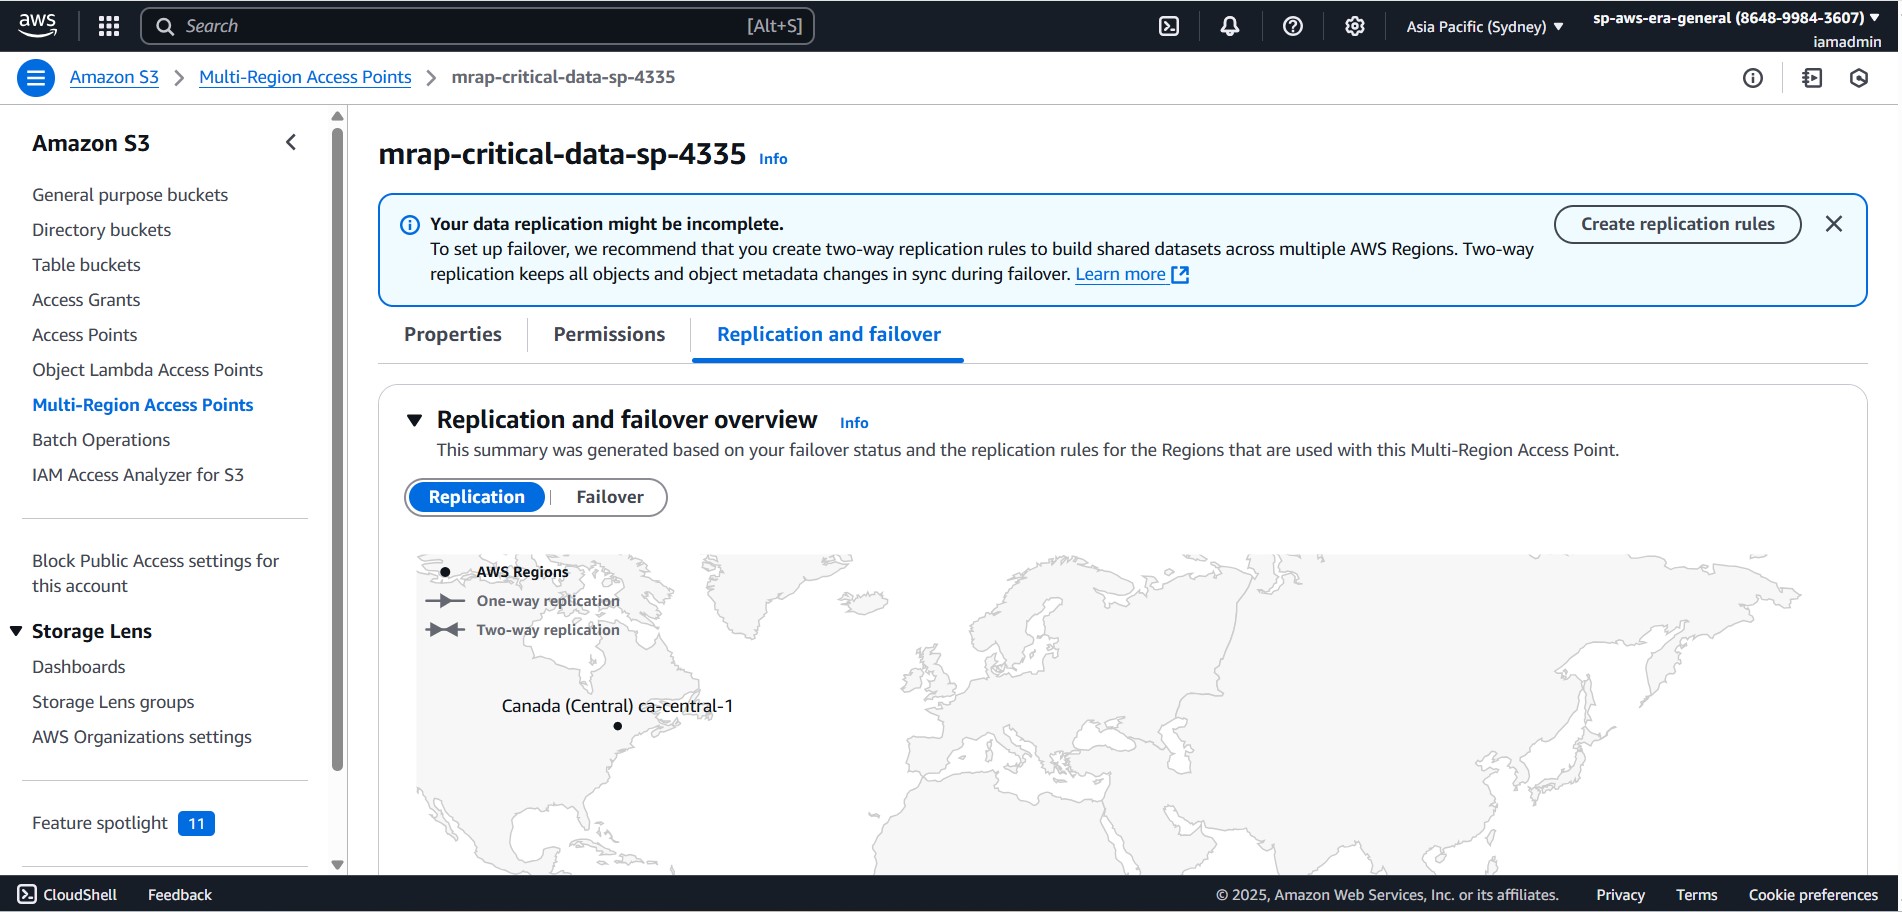 aws
Search
[Alt+S]
Asia Pacific (Sydney)
sp-aws-era-general (8648-9984-3607)
iamadmin
Amazon S3
Multi-Region Access Points
mrap-critical-data-sp-4335
Amazon S3
General purpose buckets
Directory buckets
Table buckets
Access Grants
Access Points
Object Lambda Access Points
Multi-Region Access Points
Batch Operations
IAM Access Analyzer for S3
Block Public Access settings for
this account
Storage Lens
Dashboards
Storage Lens groups
AWS Organizations settings
Feature spotlight 11
mrap-critical-data-sp-4335 Info
Your data replication might be incomplete.
To set up failover, we recommend that you create two-way replication rules to build shared datasets across multiple AWS Regions. Two-way
replication keeps all objects and object metadata changes in sync during failover. Learn more
Create replication rules
Properties
Permissions
Replication and failover
Replication and failover overview Info
This summary was generated based on your failover status and the replication rules for the Regions that are used with this Multi-Region Access Point.
Replication
Failover
AWS Regions
One-way replication
Two-way replication
Canada (Central) ca-central-1
CloudShell
Feedback
© 2025, Amazon Web Services, Inc. or its affiliates.
Privacy
Terms
Cookie preferences